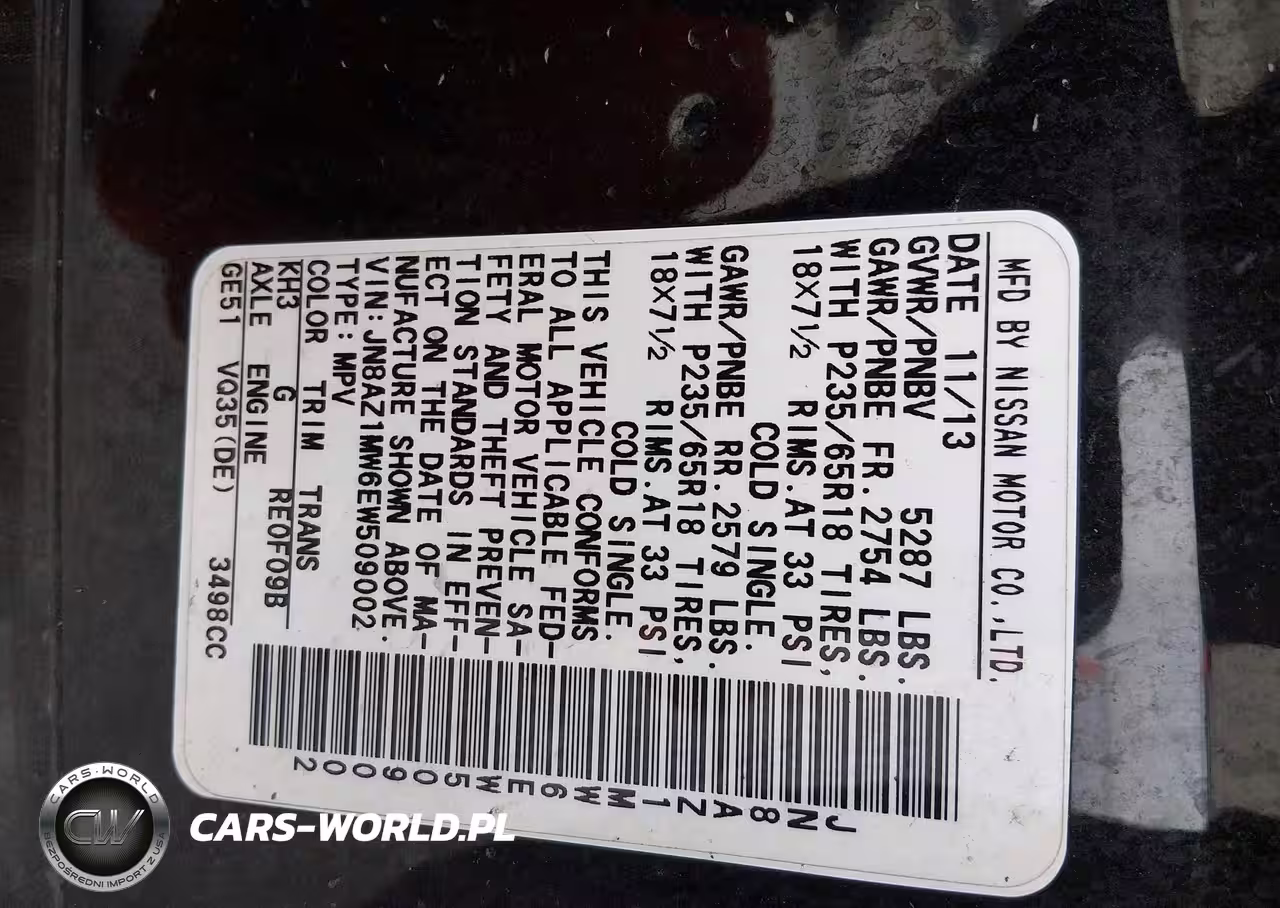 MFD BY NISSAN MOTOR CO.,LTD.
DATE 11/13
GVWR/PNBV 5287 LBS.
GAWR/PNBE FR. 2754 LBS.
WITH P235/65R18 TIRES,
18X7½ RIMS.AT 33 PSI
COLD SINGLE.
GAWR/PNBE RR. 2579 LBS.
WITH P235/65R18 TIRES,
18X7½ RIMS.AT 33 PSI
COLD SINGLE.
THIS VEHICLE CONFORMS
TO ALL APPLICABLE FED-
ERAL MOTOR VEHICLE SA-
FETY AND THEFT PREVEN-
TION STANDARDS IN EFF-
ECT ON THE DATE OF MA-
NUFACTURE SHOWN ABOVE.
VIN: JN8AZ1MW6EW509002
TYPE: MPV
COLOR TRIM TRANS
KH3 G RE0F09B
AXLE ENGINE
GE51 VQ35(DE) 3498CC
JN8AZ1MW6EW509002
CARS-WORLD
CW
BEZPOŚREDNI IMPORT Z USA
CARS-WORLD.PL